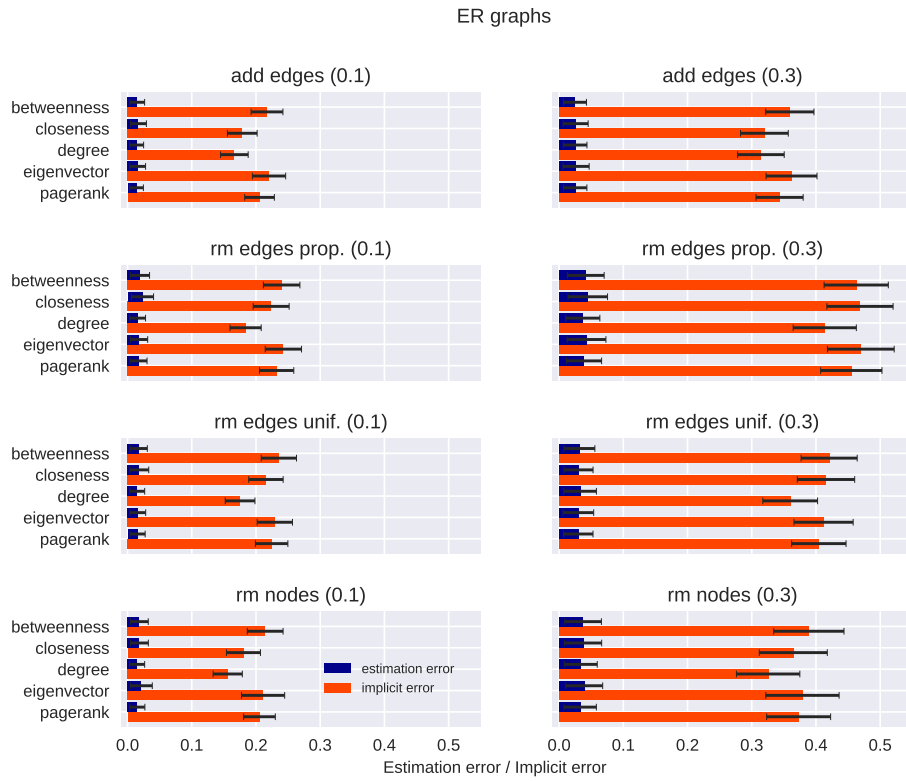 ER graphs
add edges (0.1)
add edges (0.3)
betweenness
closeness
degree
eigenvector
pagerank
rm edges prop. (0.1)
rm edges prop. (0.3)
betweenness
closeness
degree
eigenvector
pagerank
rm edges unif. (0.1)
rm edges unif. (0.3)
betweenness
closeness
degree
eigenvector
pagerank
rm nodes (0.1)
rm nodes (0.3)
betweenness
closeness
degree
eigenvector
pagerank
estimation error
implicit error
0.0 0.1 0.2 0.3 0.4 0.5
0.0 0.1 0.2 0.3 0.4 0.5
Estimation error / Implicit error